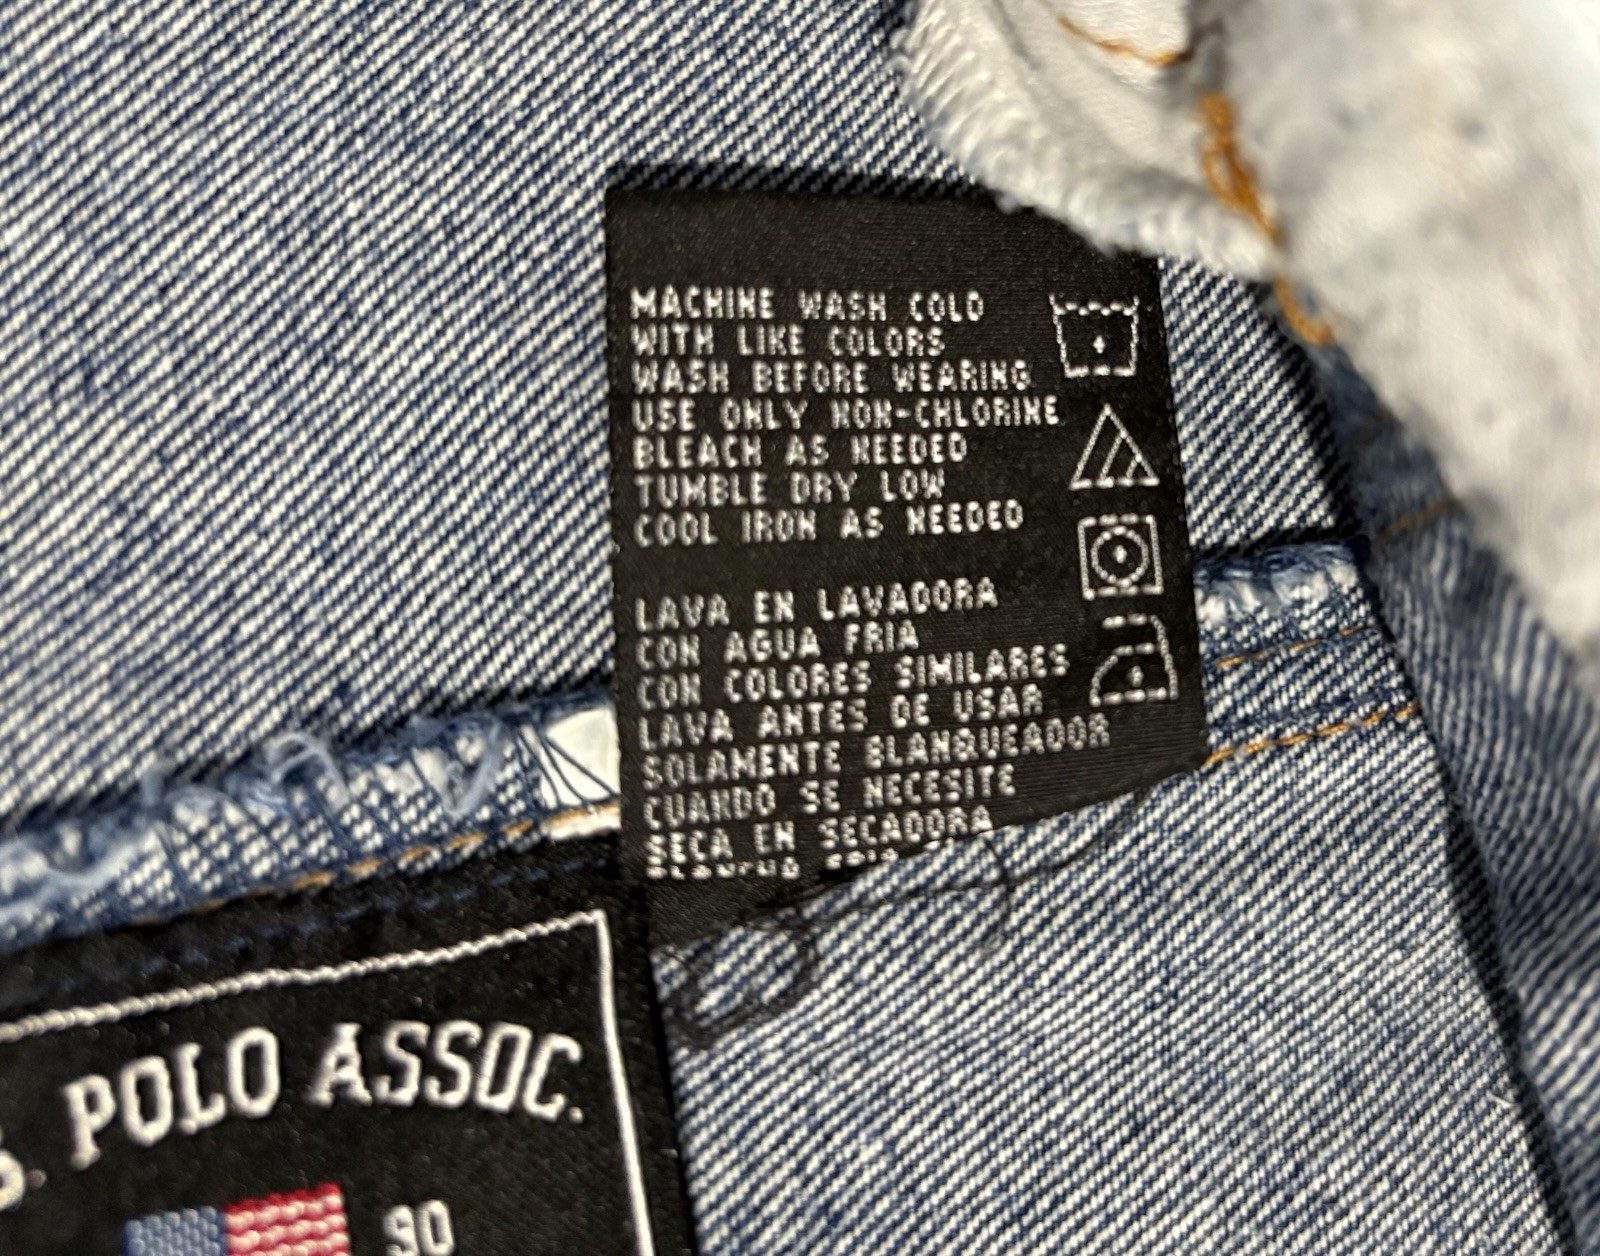 MACHINE WASH COLD
WITH LIKE COLORS
WASH BEFORE WEARING
USE ONLY NON-CHLORINE
BLEACH AS NEEDED
TUMBLE DRY LOW
COOL IRON AS NEEDED
LAVA EN LAVADORA
CON AGUA FRIA
CON COLORES SIMILARES
LAVA ANTES DE USAR
SOLAMENTE BLANQUEADOR
CUANDO SE NECESITE
SECA EN SECADORA
POLO ASSOC.
90